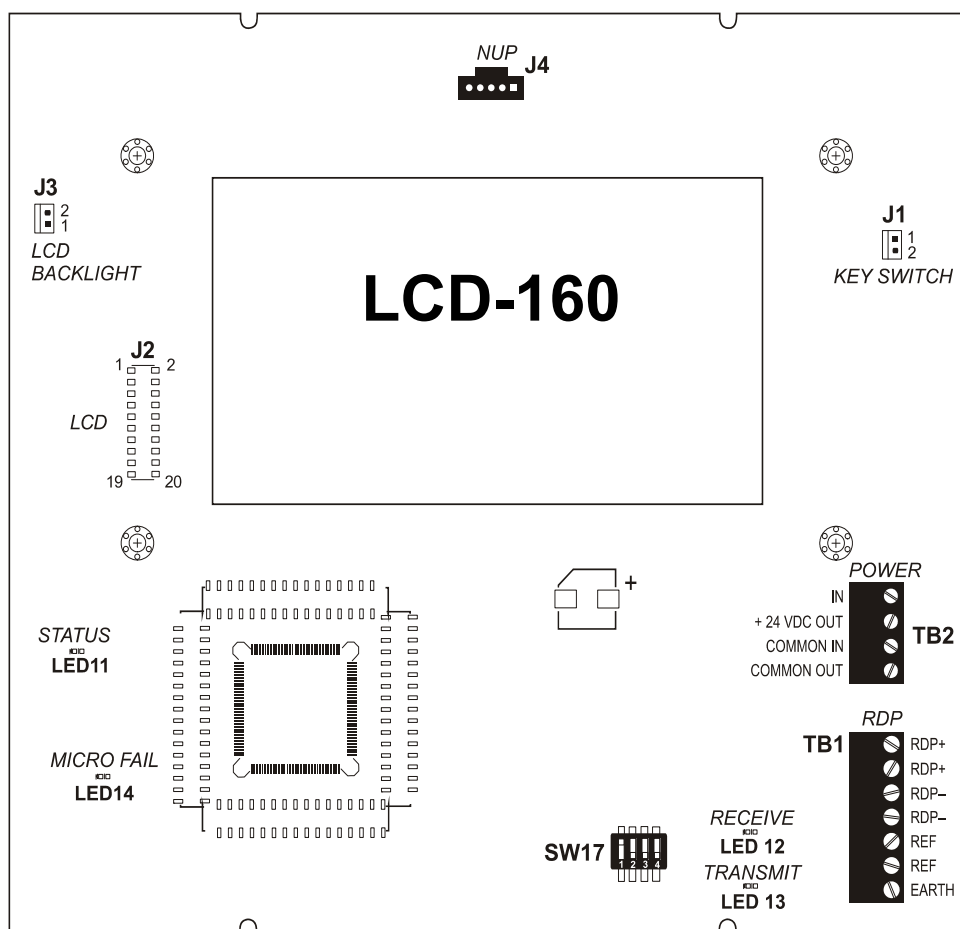 NUP
J4
J3
2
1
LCD
BACKLIGHT
J1
1
2
KEY SWITCH
LCD-160
J2
1
2
LCD
19
20
POWER
IN
+ 24 VDC OUT
COMMON IN
COMMON OUT
TB2
+
STATUS
LED11
MICRO FAIL
LED14
RDP
TB1
RDP+
RDP+
RDP–
RDP–
REF
REF
EARTH
RECEIVE
LED 12
SW17
1 2 3 4
TRANSMIT
LED 13